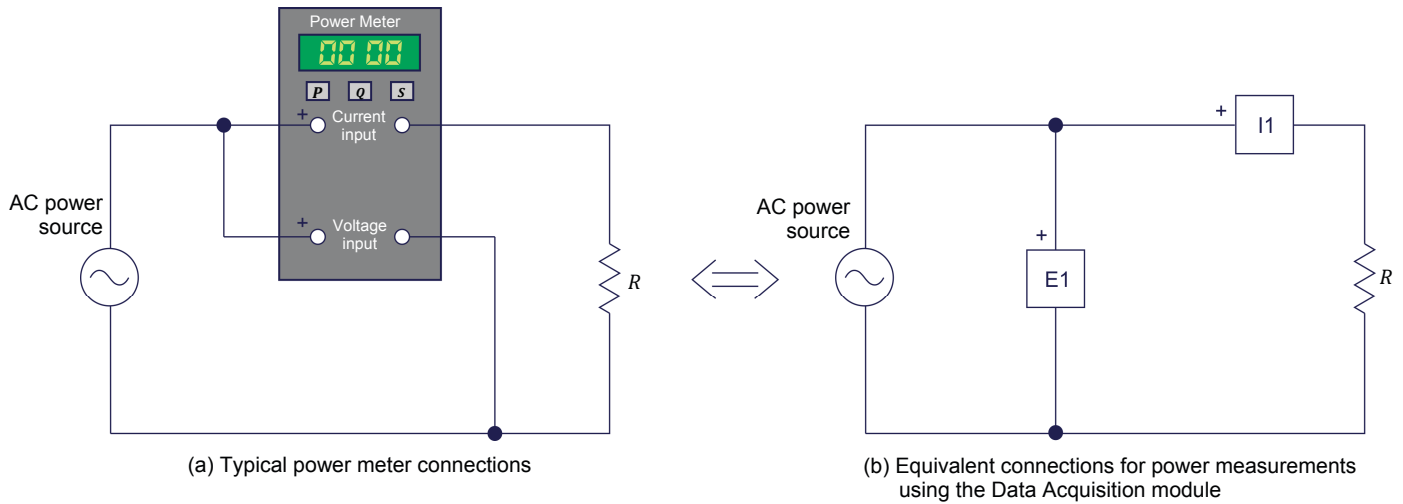 Power Meter
00 00
P Q S
+ Current
input
AC power
source
+ Voltage
input
R
(a) Typical power meter connections
+ I1
AC power
source
+
E1
R
(b) Equivalent connections for power measurements
using the Data Acquisition module